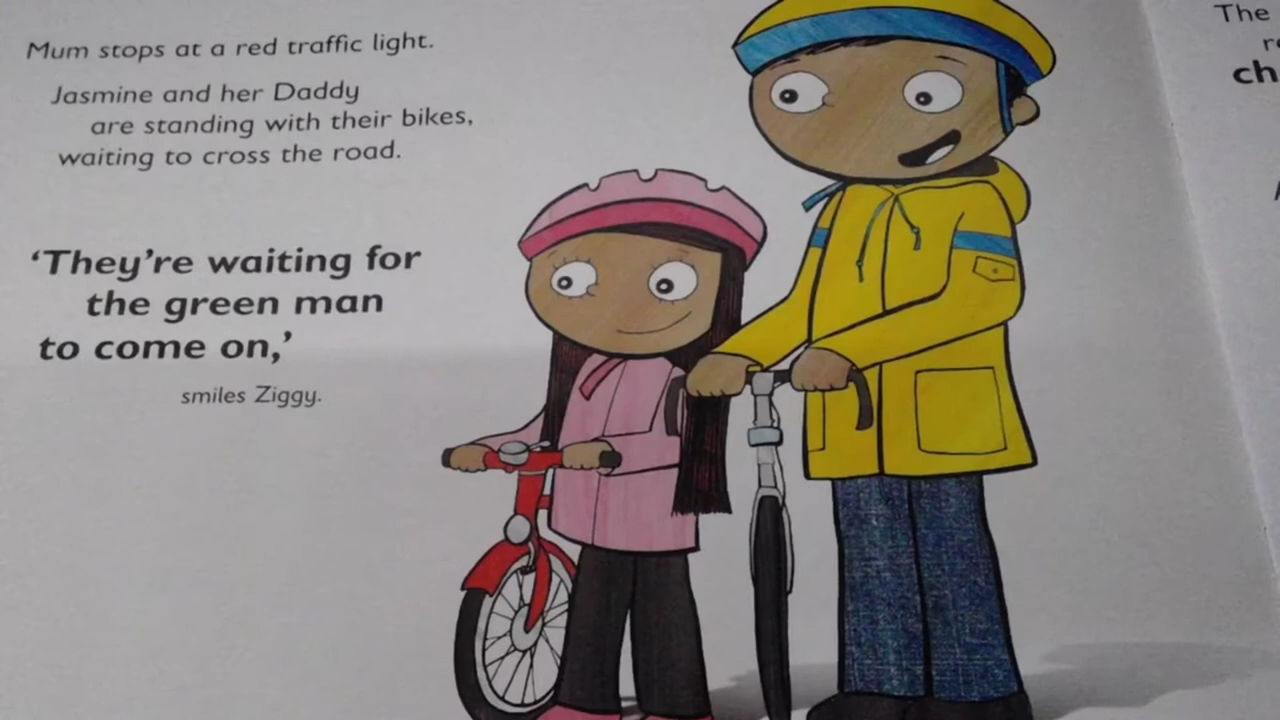 Mum stops at a red traffic light.
Jasmine and her Daddy
are standing with their bikes,
waiting to cross the road.
‘They’re waiting for
the green man
to come on,’
smiles Ziggy.
The